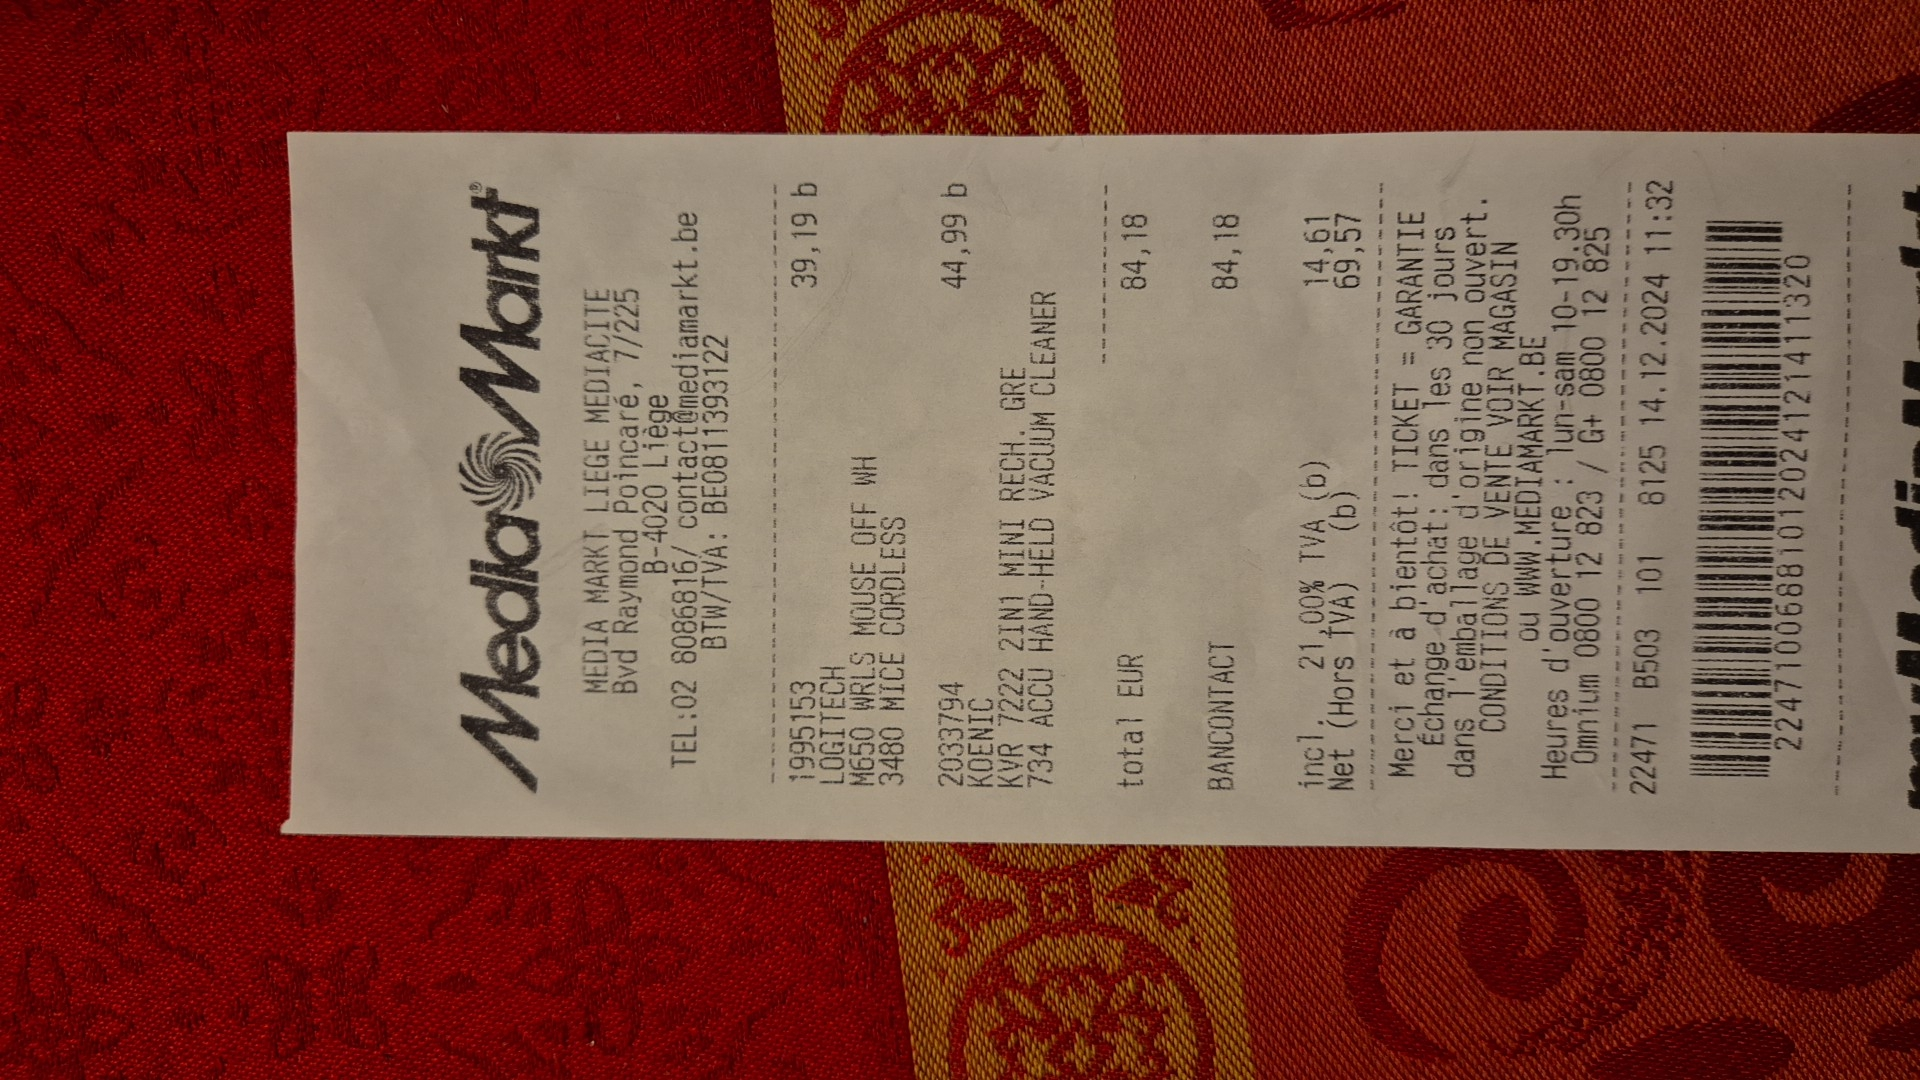 MediaMarkt®
MEDIA MARKT LIEGE MEDIACITE
Bvd Raymond Poincaré, 7/225
B-4020 Liège
TEL:02 8086816/ contact@mediamarkt.be
BTW/TVA: BE0811393122
1995153 39,19 b
LOGITECH
M650 WRLS MOUSE OFF WH
3480 MICE CORDLESS
2033794 44,99 b
KOENIC
KVR 7222 2IN1 MINI RECH. GRE
734 ACCU HAND-HELD VACUUM CLEANER
total EUR 84,18
BANCONTACT 84,18
incl. 21,00% TVA (b) 14,61
Net (Hors TVA) (b) 69,57
Merci et à bientôt! TICKET = GARANTIE
Échange d'achat: dans les 30 jours
dans l'emballage d'origine non ouvert.
CONDITIONS DE VENTE VOIR MAGASIN
ou WWW.MEDIAMARKT.BE
Heures d'ouverture : lun-sam 10-19.30h
Omnium 0800 12 823 / G+ 0800 12 825
22471 B503 101 8125 14.12.2024 11:32
2247100688101202412141132​0